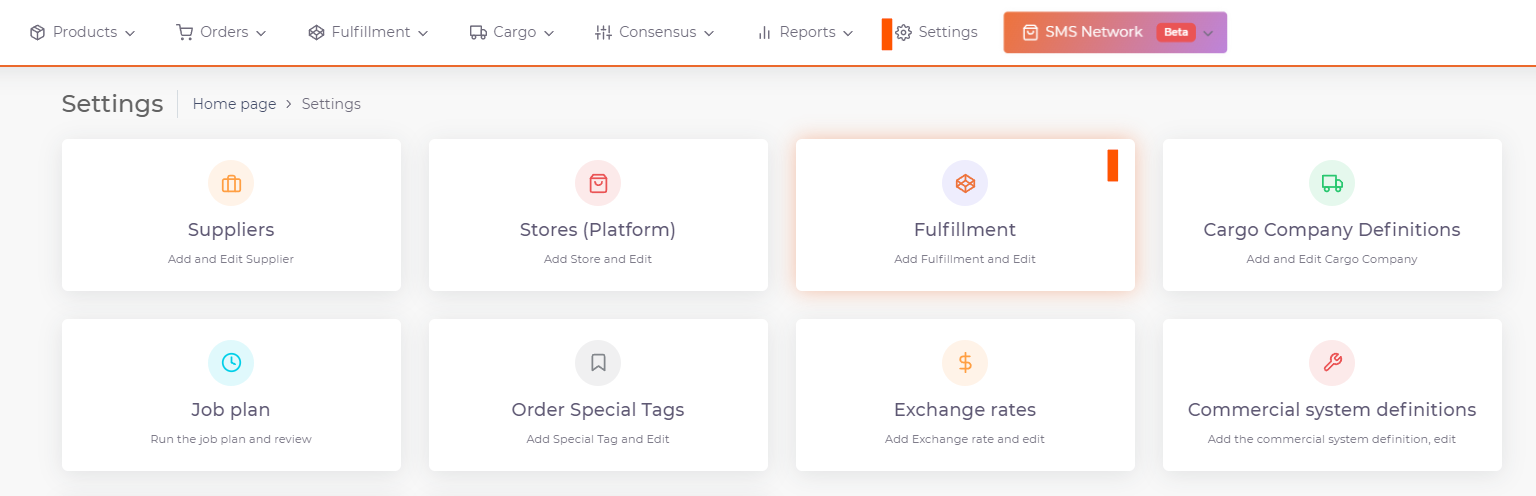 Products Orders Fulfillment Cargo Consensus Reports Settings SMS Network Beta
Settings Home page > Settings
Suppliers
Add and Edit Supplier
Stores (Platform)
Add Store and Edit
Fulfillment
Add Fulfillment and Edit
Cargo Company Definitions
Add and Edit Cargo Company
Job plan
Run the job plan and review
Order Special Tags
Add Special Tag and Edit
Exchange rates
Add Exchange rate and edit
Commercial system definitions
Add the commercial system definition, edit